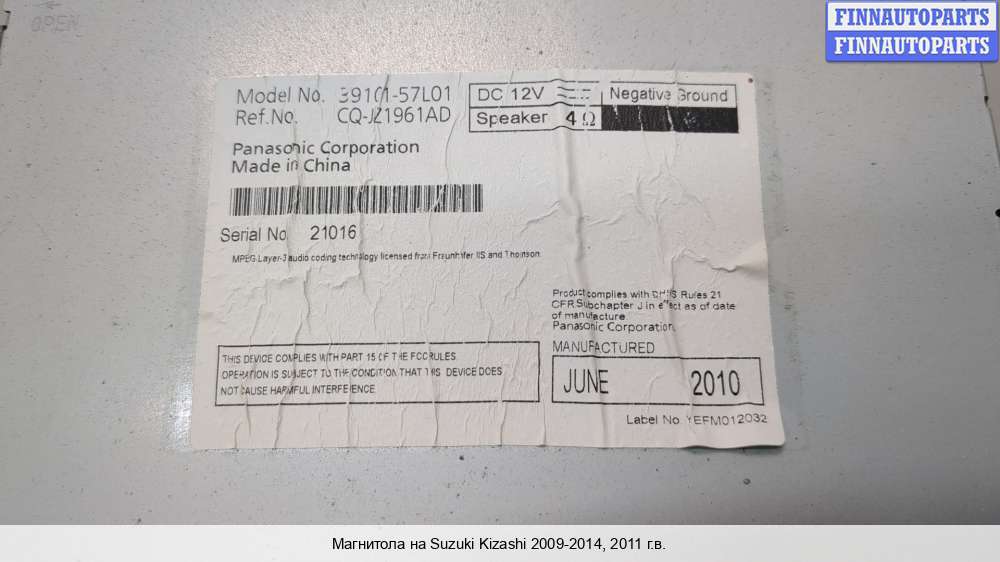 OPEN
FINNAUTOPARTS
FINNAUTOPARTS
Model No. 39101-57L01
Ref.No. CQ-JZ1961AD
DC 12V Negative Ground
Speaker 4Ω
Panasonic Corporation
Made in China
Serial No. 21016
MPEG Layer-3 audio coding technology licensed from Fraunhofer IIS and Thomson.
Product complies with DHHS Rules 21
CFR Subchapter J in effect as of date
of manufacture.
Panasonic Corporation.
MANUFACTURED
JUNE 2010
THIS DEVICE COMPLIES WITH PART 15 OF THE FCC RULES.
OPERATION IS SUBJECT TO THE CONDITION THAT THIS DEVICE DOES
NOT CAUSE HARMFUL INTERFERENCE.
Label No. YEFM012032
Магнитола на Suzuki Kizashi 2009-2014, 2011 г.в.